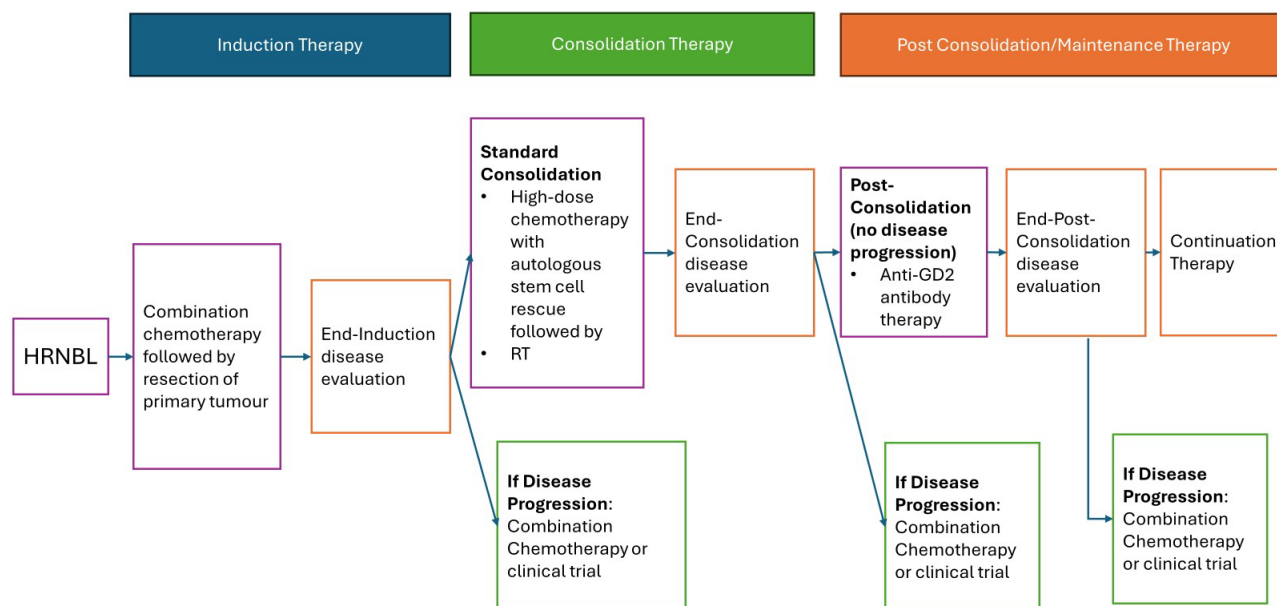 Induction Therapy
Consolidation Therapy
Post Consolidation/Maintenance Therapy
HRNBL
Combination
chemotherapy
followed by
resection of
primary tumour
End-Induction
disease
evaluation
Standard
Consolidation
• High-dose
chemotherapy
with
autologous
stem cell
rescue
followed by
• RT
If Disease
Progression:
Combination
Chemotherapy or
clinical trial
End-
Consolidation
disease
evaluation
Post-
Consolidation
(no disease
progression)
• Anti-GD2
antibody
therapy
If Disease
Progression:
Combination
Chemotherapy
or clinical trial
End-Post-
Consolidation
disease
evaluation
Continuation
Therapy
If Disease
Progression:
Combination
Chemotherapy
or clinical trial